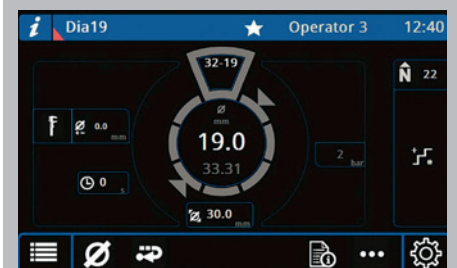 i Dia19 Operator 3 12:40
32-19
N 22
ø
mm
ø 0.0 mm
19.0
33.31
2 bar
0 s
30.0 mm